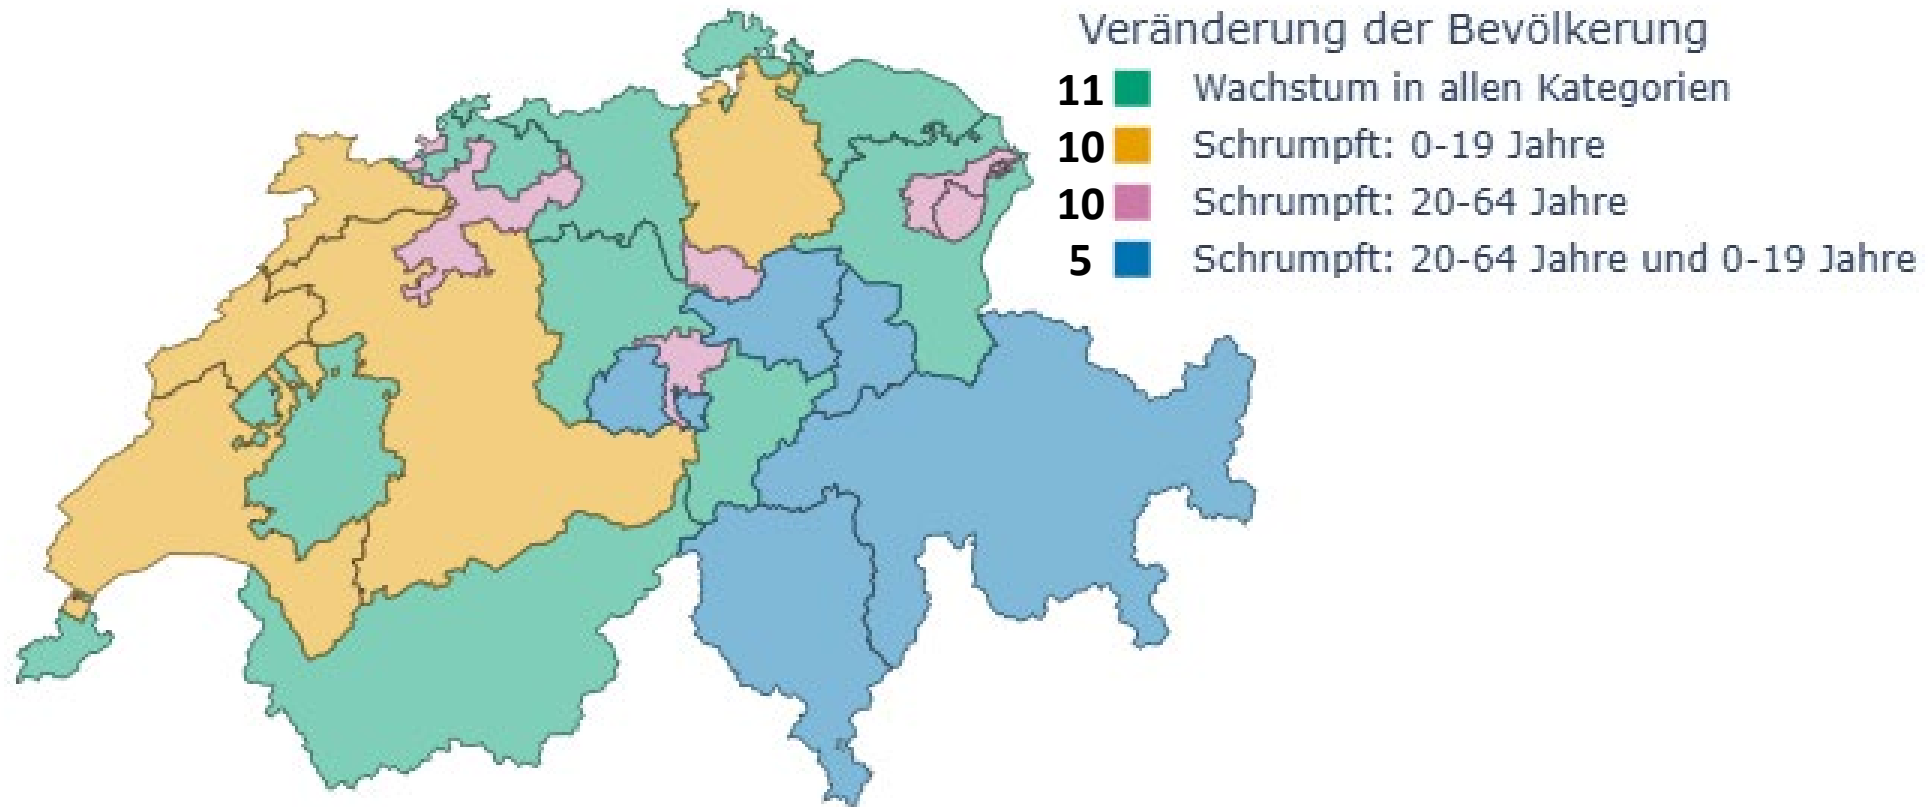 Veränderung der Bevölkerung
11 Wachstum in allen Kategorien
10 Schrumpft: 0-19 Jahre
10 Schrumpft: 20-64 Jahre
5 Schrumpft: 20-64 Jahre und 0-19 Jahre